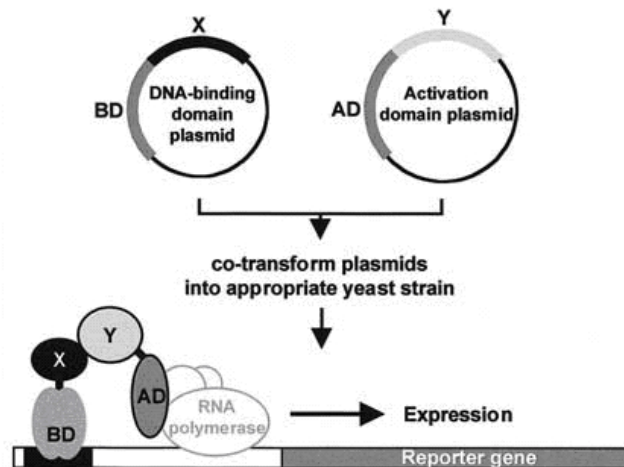 X
Y
BD
DNA-binding
domain
plasmid
AD
Activation
domain plasmid
co-transform plasmids
into appropriate yeast strain
X
Y
AD
BD
RNA
polymerase
Expression
Reporter gene